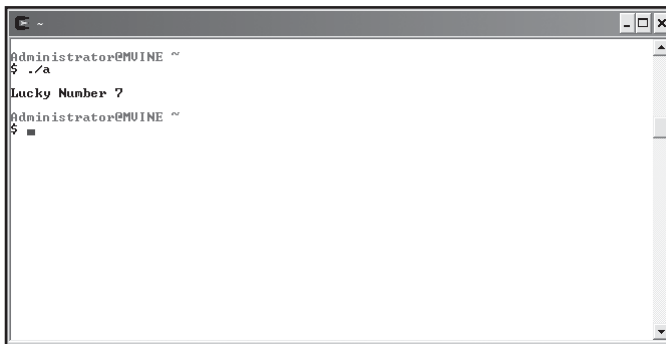 ~
Administrator@MVINE ~
$ ./a
Lucky Number 7
Administrator@MVINE ~
$